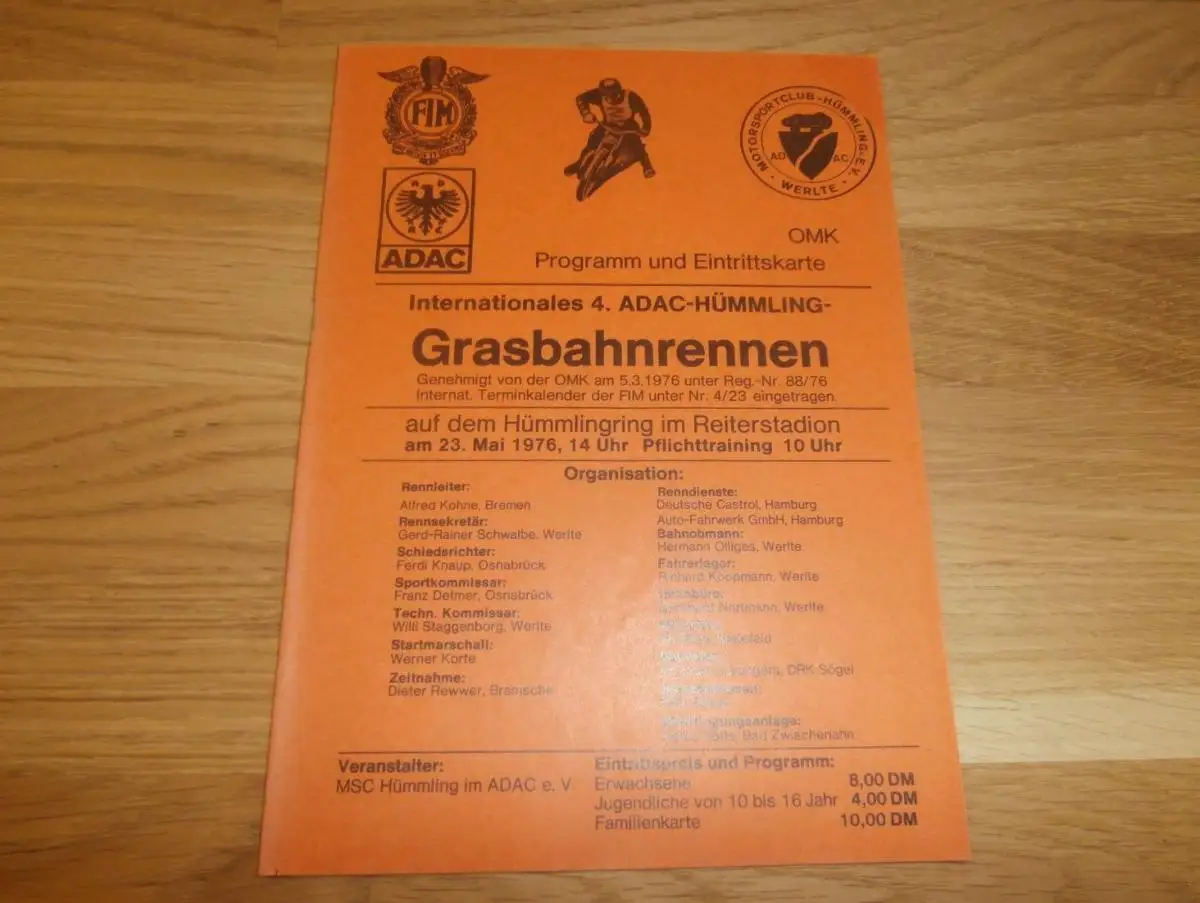 FIM
MOTORSPORTCLUB-HÜMMLING-E.V.
AD AC
WERLTE
ADAC
OMK
Programm und Eintrittskarte
Internationales 4. ADAC-HÜMMLING-
Grasbahnrennen
Genehmigt von der OMK am 5.3.1976 unter Reg.-Nr. 88/76
Internat. Terminkalender der FIM unter Nr. 4/23 eingetragen.
auf dem Hümmlingring im Reiterstadion
am 23. Mai 1976, 14 Uhr Pflichttraining 10 Uhr
Organisation:
Rennleiter:
Alfred Kohne, Bremen
Rennsekretär:
Gerd-Rainer Schwalbe, Werlte
Schiedsrichter:
Ferdi Knaup, Osnabrück
Sportkommissar:
Franz Detmer, Osnabrück
Techn. Kommissar:
Willi Staggenborg, Werlte
Startmarschall:
Werner Korte
Zeitnahme:
Dieter Rewwer, Bramsche
Renndienste:
Deutsche Castrol, Hamburg
Auto-Fahrwerk GmbH, Hamburg
Bahnobmann:
Hermann Olliges, Werlte
Fahrerlager:
Richard Koopmann, Werlte
Werlte
DRK Sögel
Bad Zwischenahn
Veranstalter:
MSC Hümmling im ADAC e. V.
Eintrittspreis und Programm:
Erwachsene 8,00 DM
Jugendliche von 10 bis 16 Jahr 4,00 DM
Familienkarte 10,00 DM